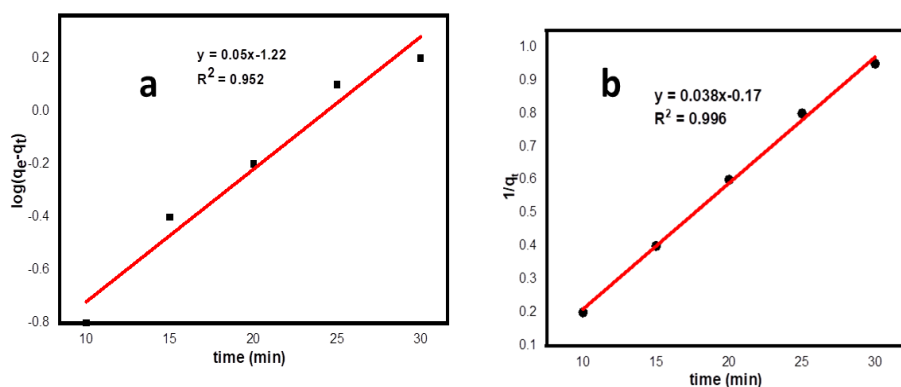 a
y = 0.05x-1.22
R² = 0.952
0.2
0.0
-0.2
-0.4
-0.6
-0.8
log(qe-qt)
10 15 20 25 30
time (min)
b
y = 0.038x-0.17
R² = 0.996
1.0
0.9
0.8
0.7
0.6
0.5
0.4
0.3
0.2
0.1
1/qt
10 15 20 25 30
time (min)